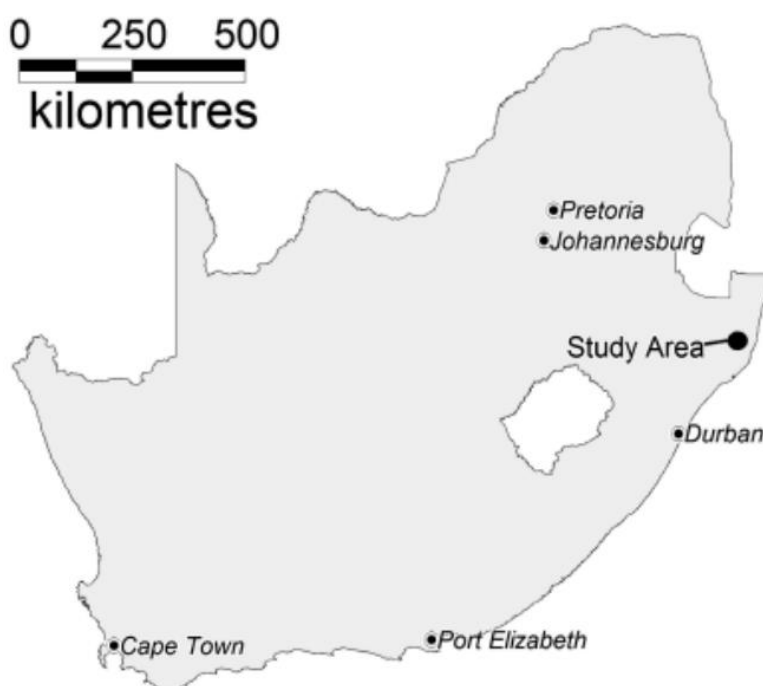 0 250 500
kilometres
Pretoria
Johannesburg
Study Area
Durban
Cape Town
Port Elizabeth